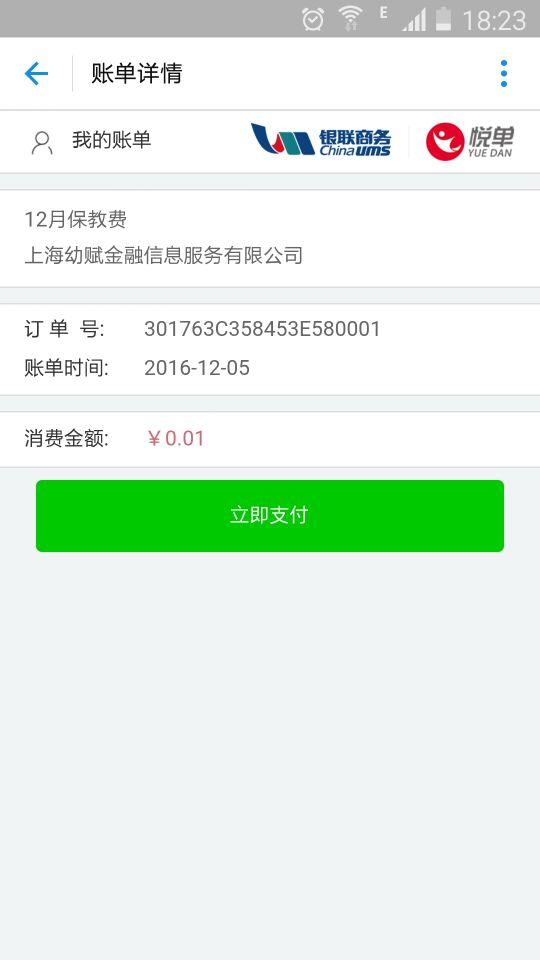 E 18:23
账单详情
我的账单 银联商务 China ums 悦单 YUE DAN
12月保教费
上海幼赋金融信息服务有限公司
订单号: 301763C358453E580001
账单时间: 2016-12-05
消费金额: ￥0.01
立即支付